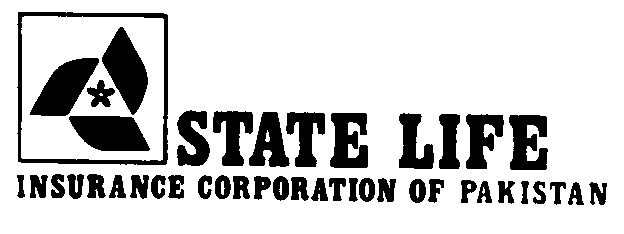 STATE LIFE
INSURANCE CORPORATION OF PAKISTAN